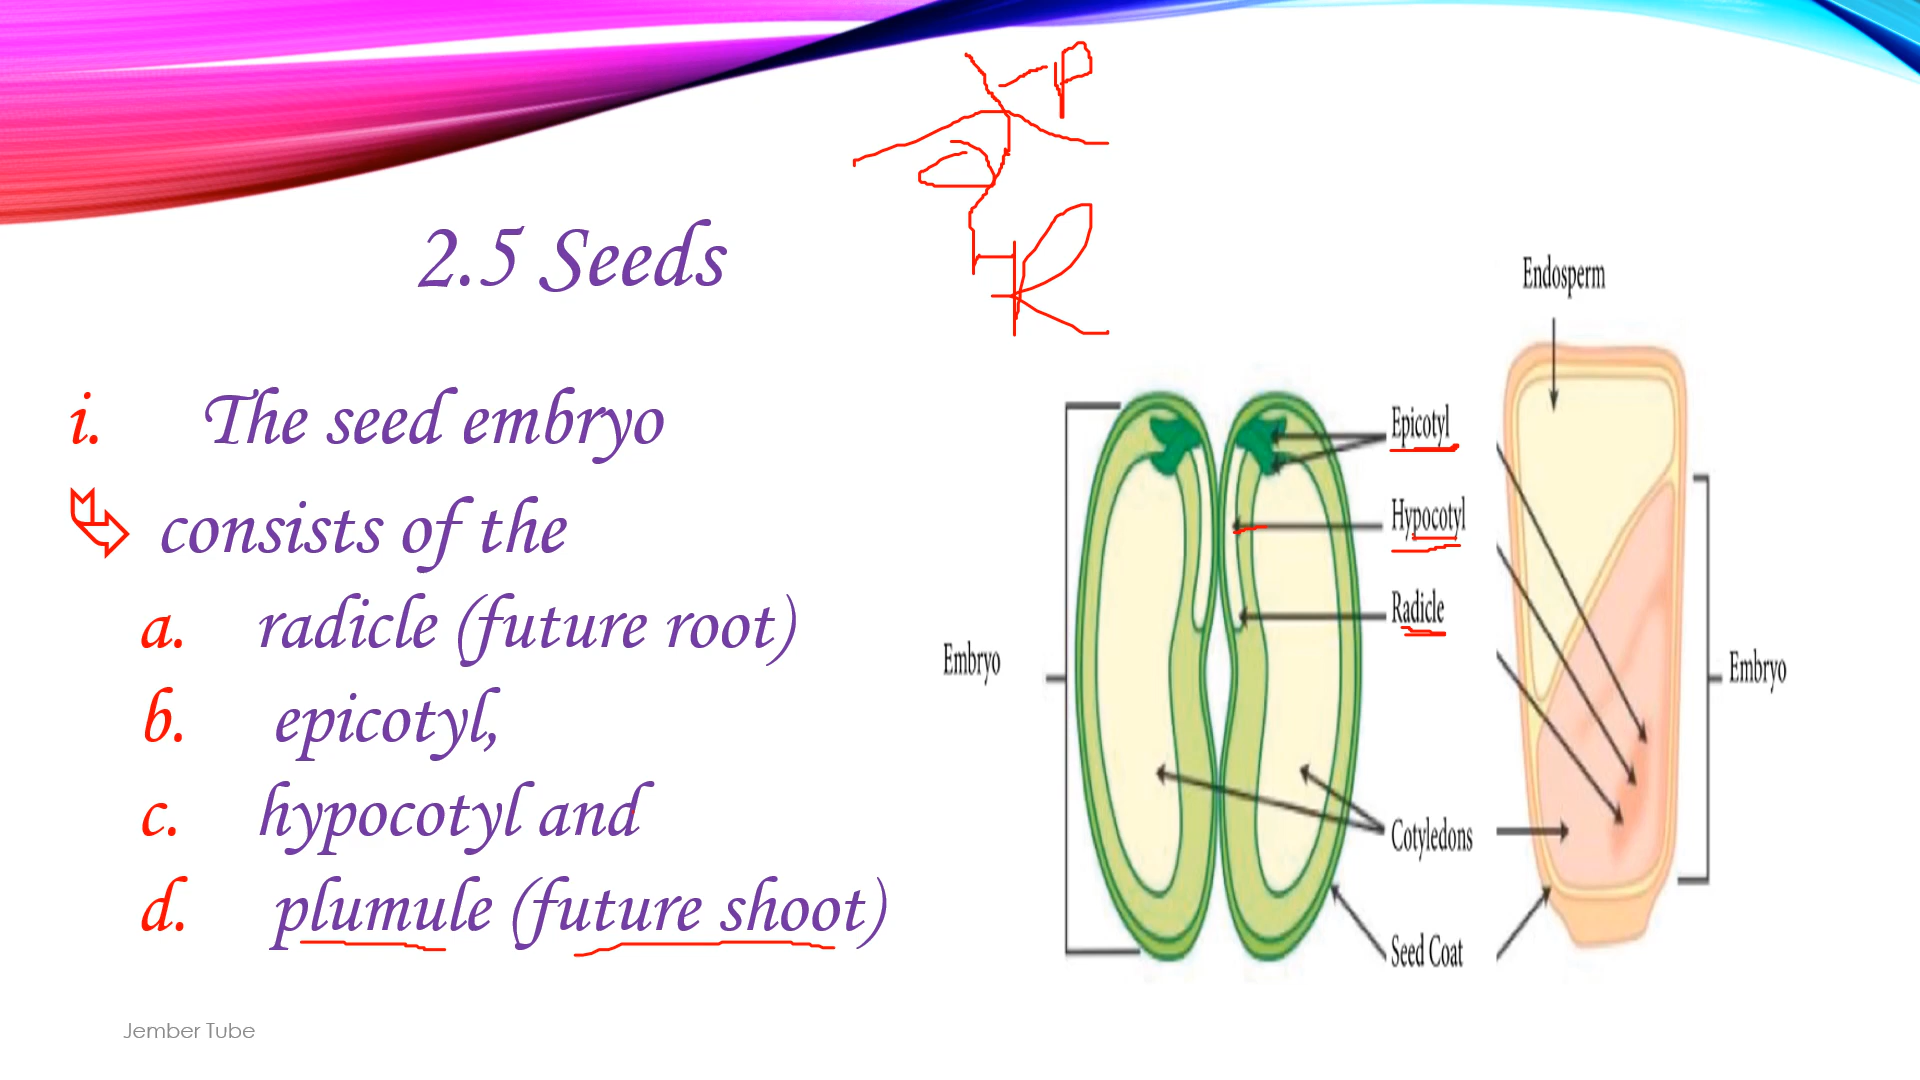 P
R
2.5 Seeds
i. The seed embryo
consists of the
a. radicle (future root)
b. epicotyl,
c. hypocotyl and
d. plumule (future shoot)
Endosperm
Epicotyl
Hypocotyl
Radicle
Embryo
Embryo
Cotyledons
Seed Coat
Jember Tube